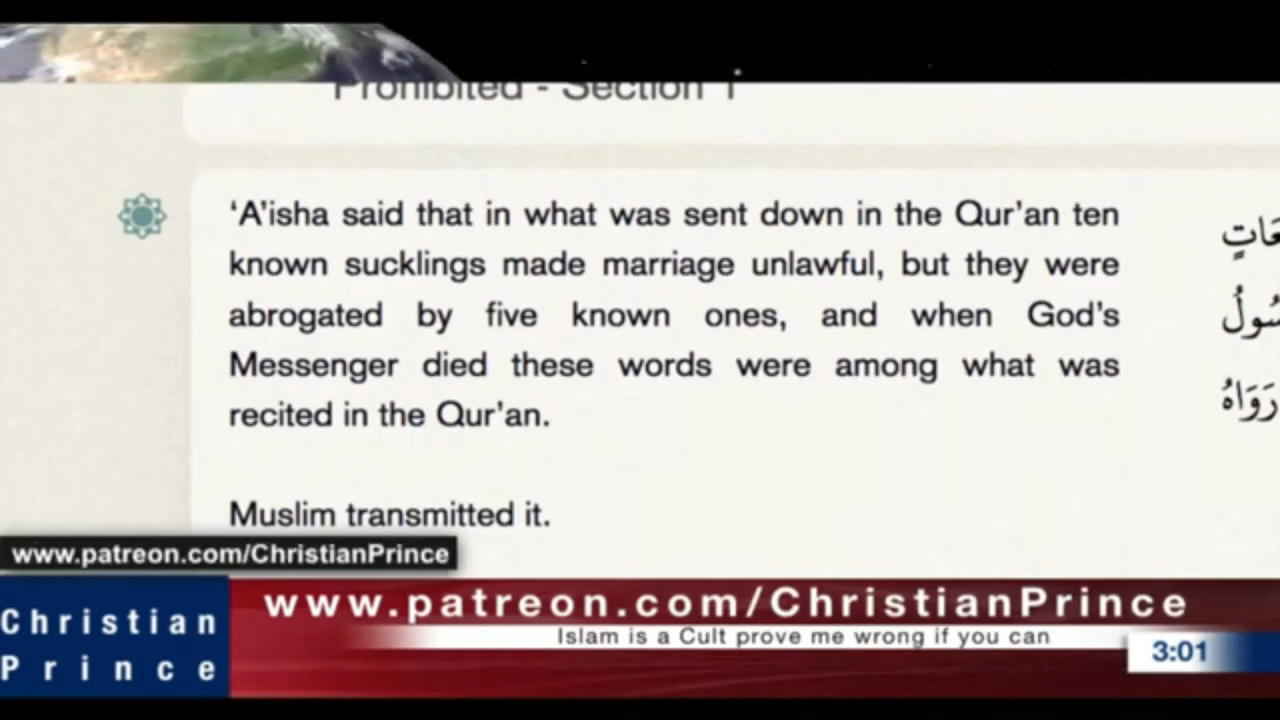 Prohibited - Section 1
‘A’isha said that in what was sent down in the Qur’an ten
known sucklings made marriage unlawful, but they were
abrogated by five known ones, and when God’s
Messenger died these words were among what was
recited in the Qur’an.
Muslim transmitted it.
رَوَاهُ
www.patreon.com/ChristianPrince
www.patreon.com/ChristianPrince
Christian
Prince
Islam is a Cult prove me wrong if you can
3:01